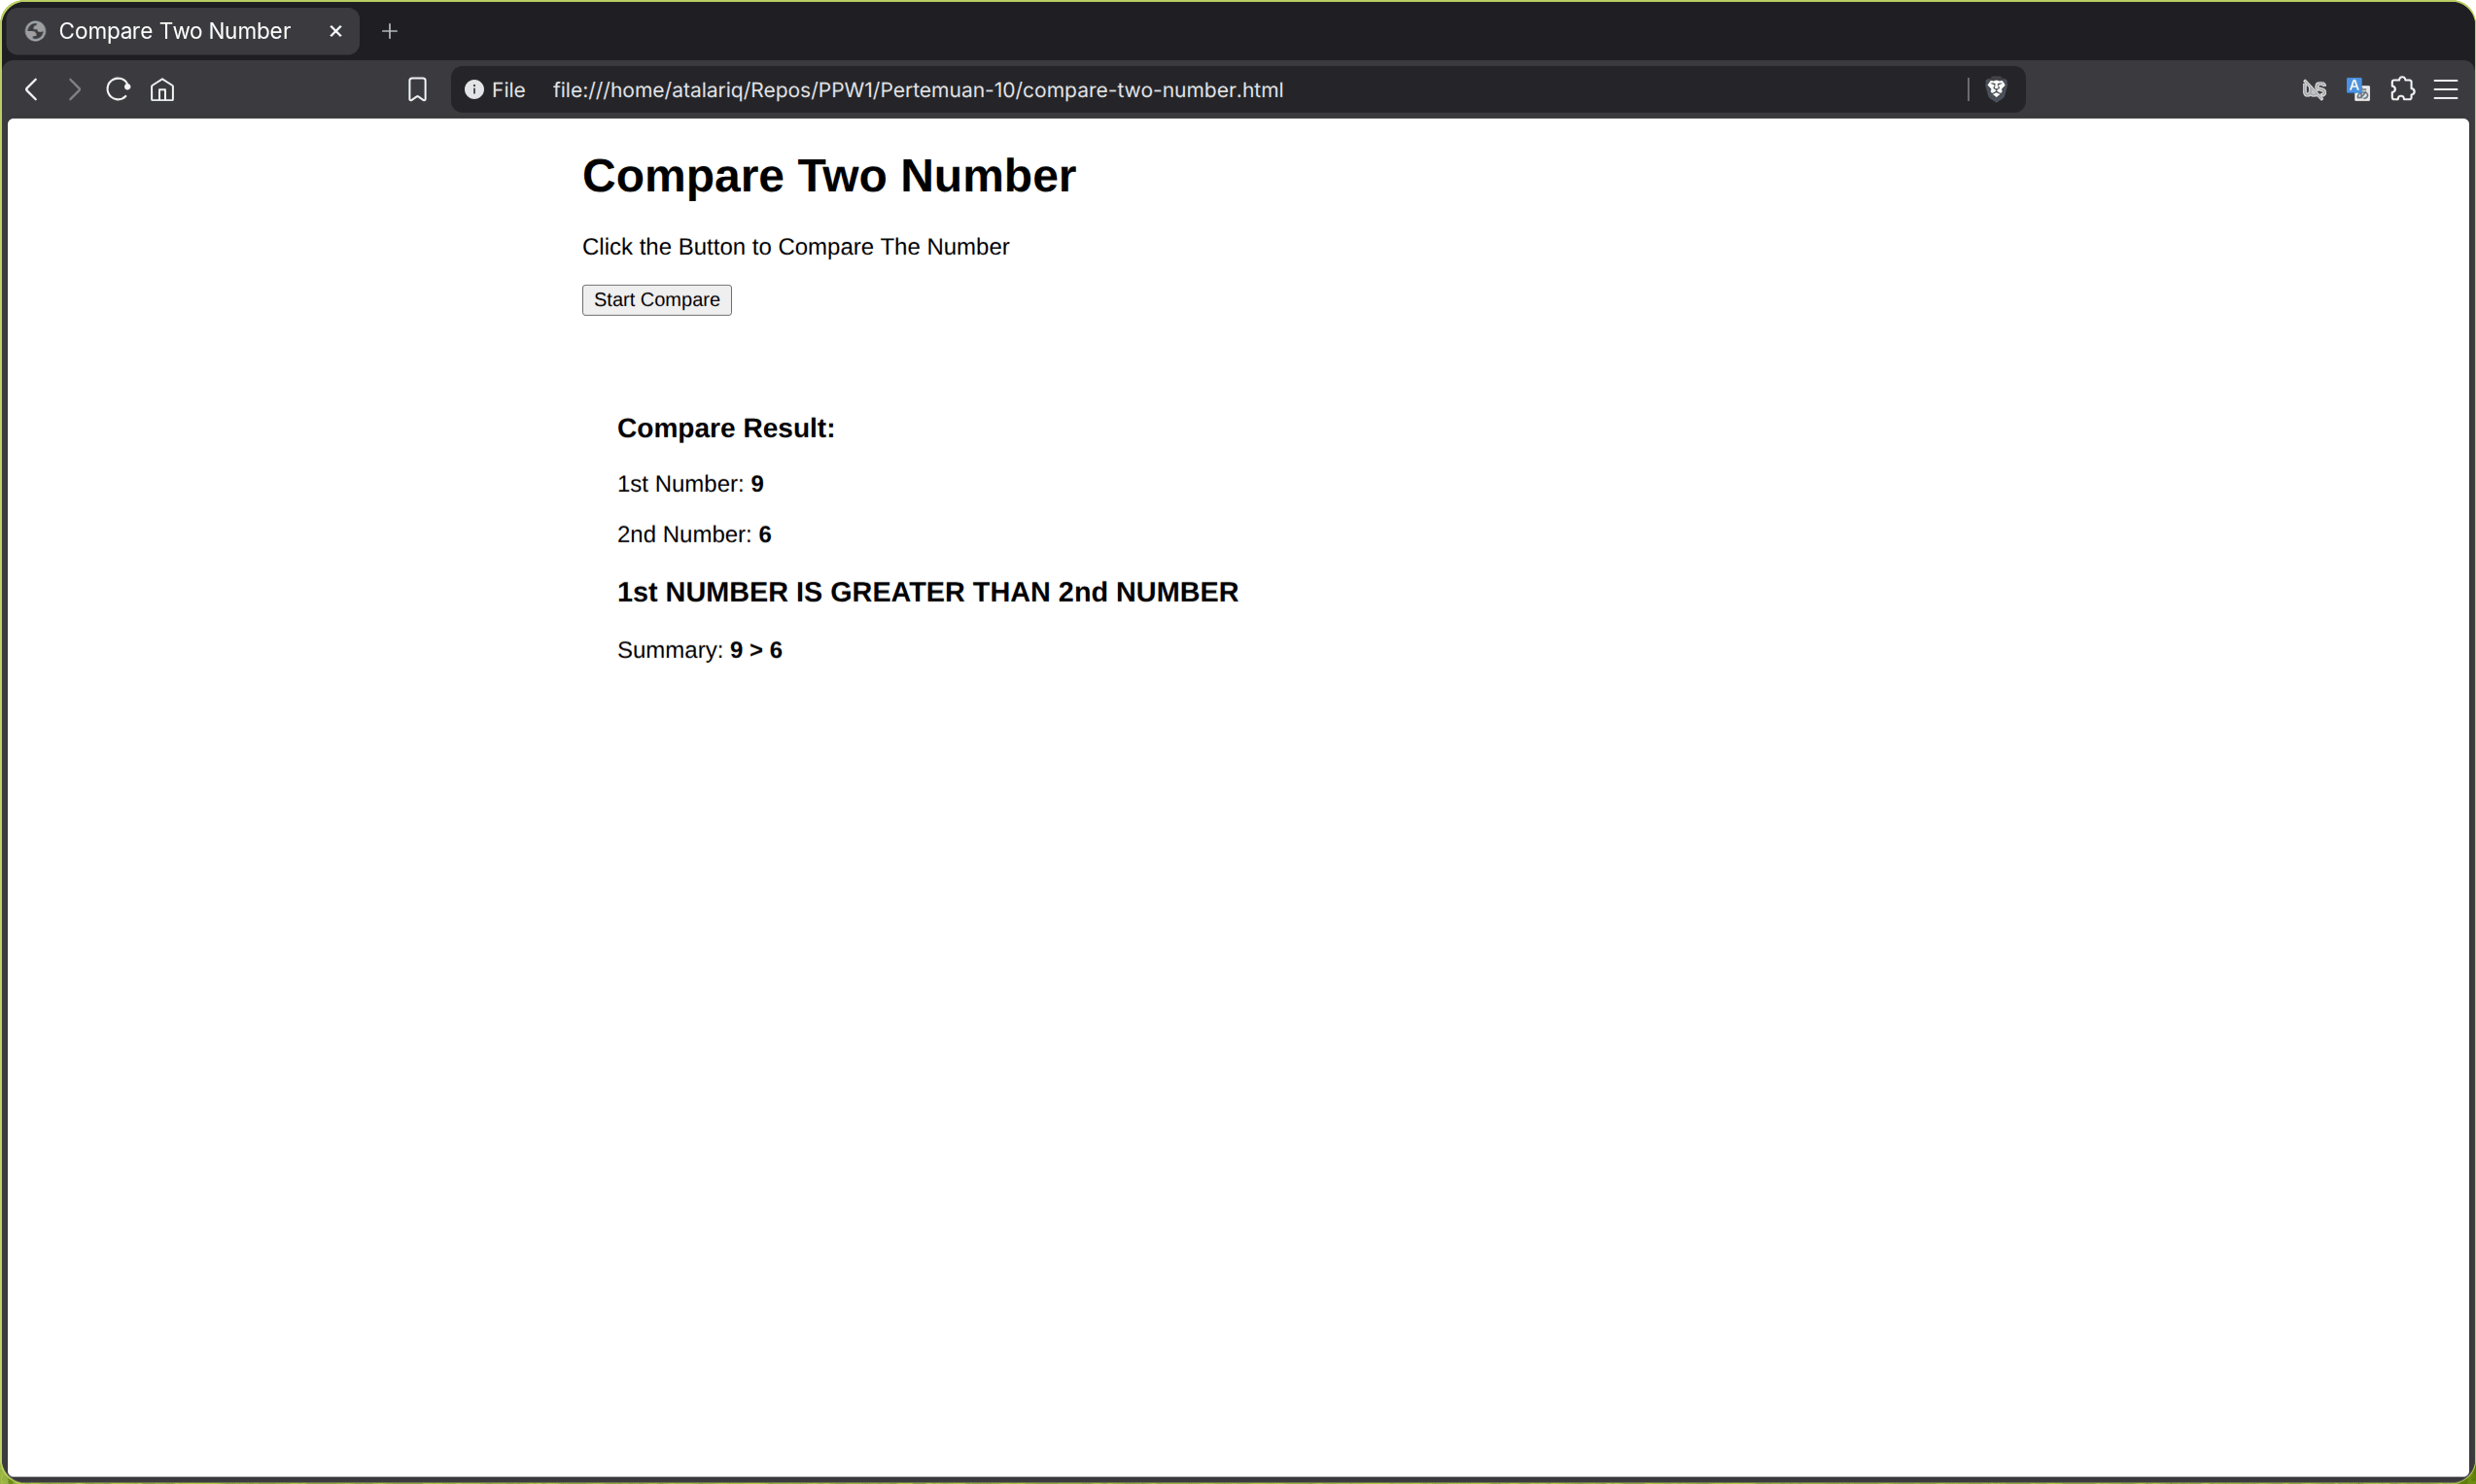 Compare Two Number
File file:///home/atalariq/Repos/PPW1/Pertemuan-10/compare-two-number.html
Compare Two Number
Click the Button to Compare The Number
Start Compare
Compare Result:
1st Number: 9
2nd Number: 6
1st NUMBER IS GREATER THAN 2nd NUMBER
Summary: 9 > 6